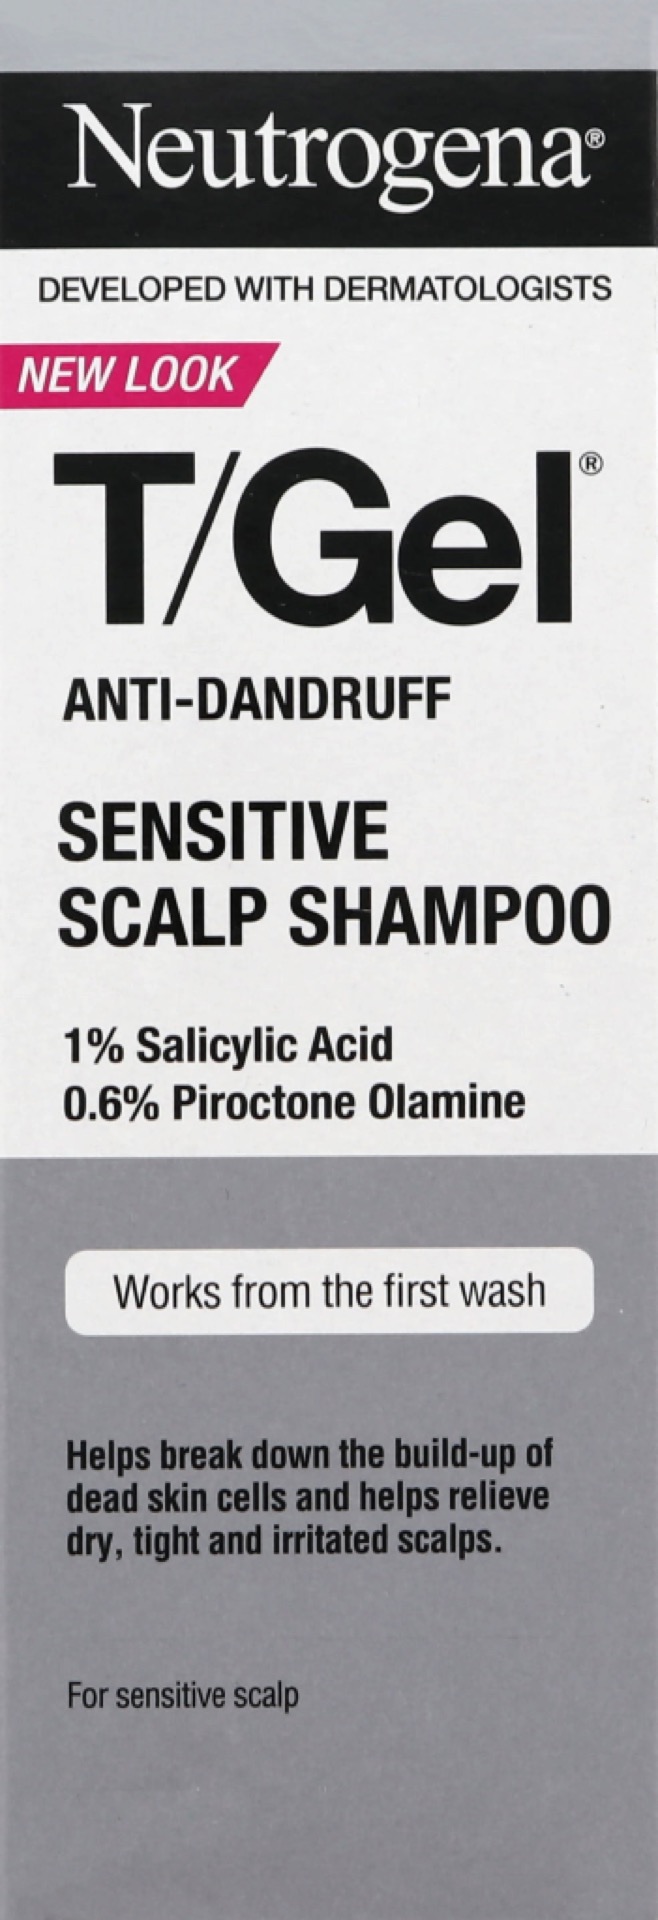 Neutrogena®
DEVELOPED WITH DERMATOLOGISTS
NEW LOOK
T/Gel®
ANTI-DANDRUFF
SENSITIVE
SCALP SHAMPOO
1% Salicylic Acid
0.6% Piroctone Olamine
Works from the first wash
Helps break down the build-up of
dead skin cells and helps relieve
dry, tight and irritated scalps.
For sensitive scalp